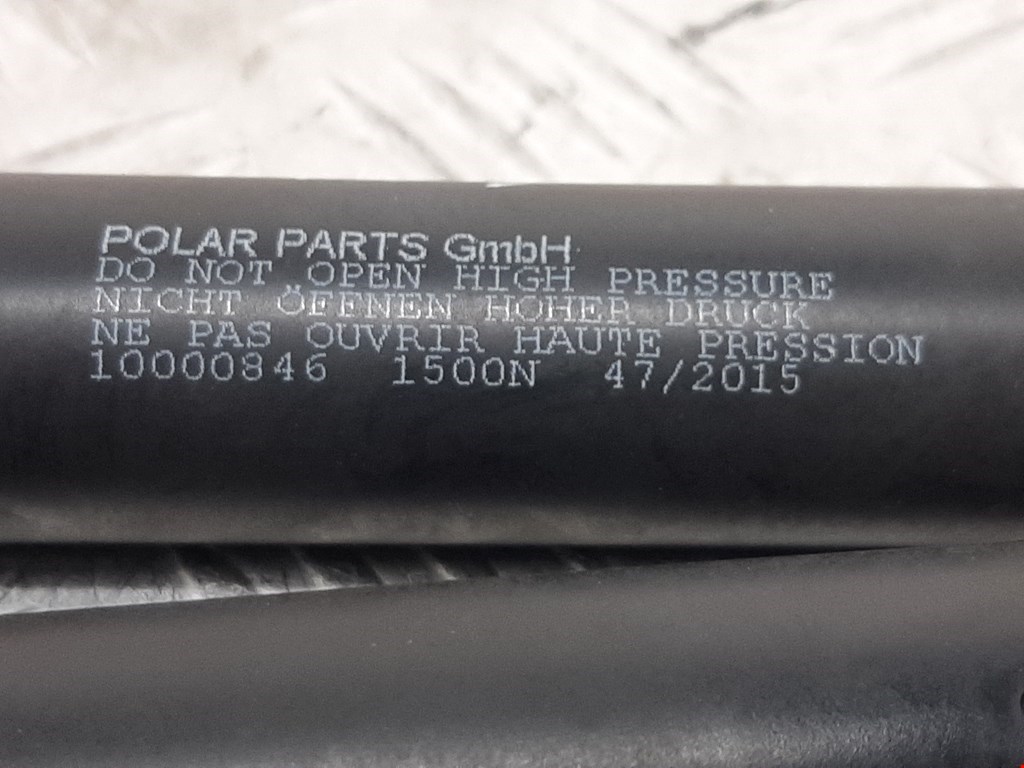 POLAR PARTS GmbH
DO NOT OPEN HIGH PRESSURE
NICHT ÖFFNEN HOHER DRUCK
NE PAS OUVRIR HAUTE PRESSION
10000846 1500N 47/2015